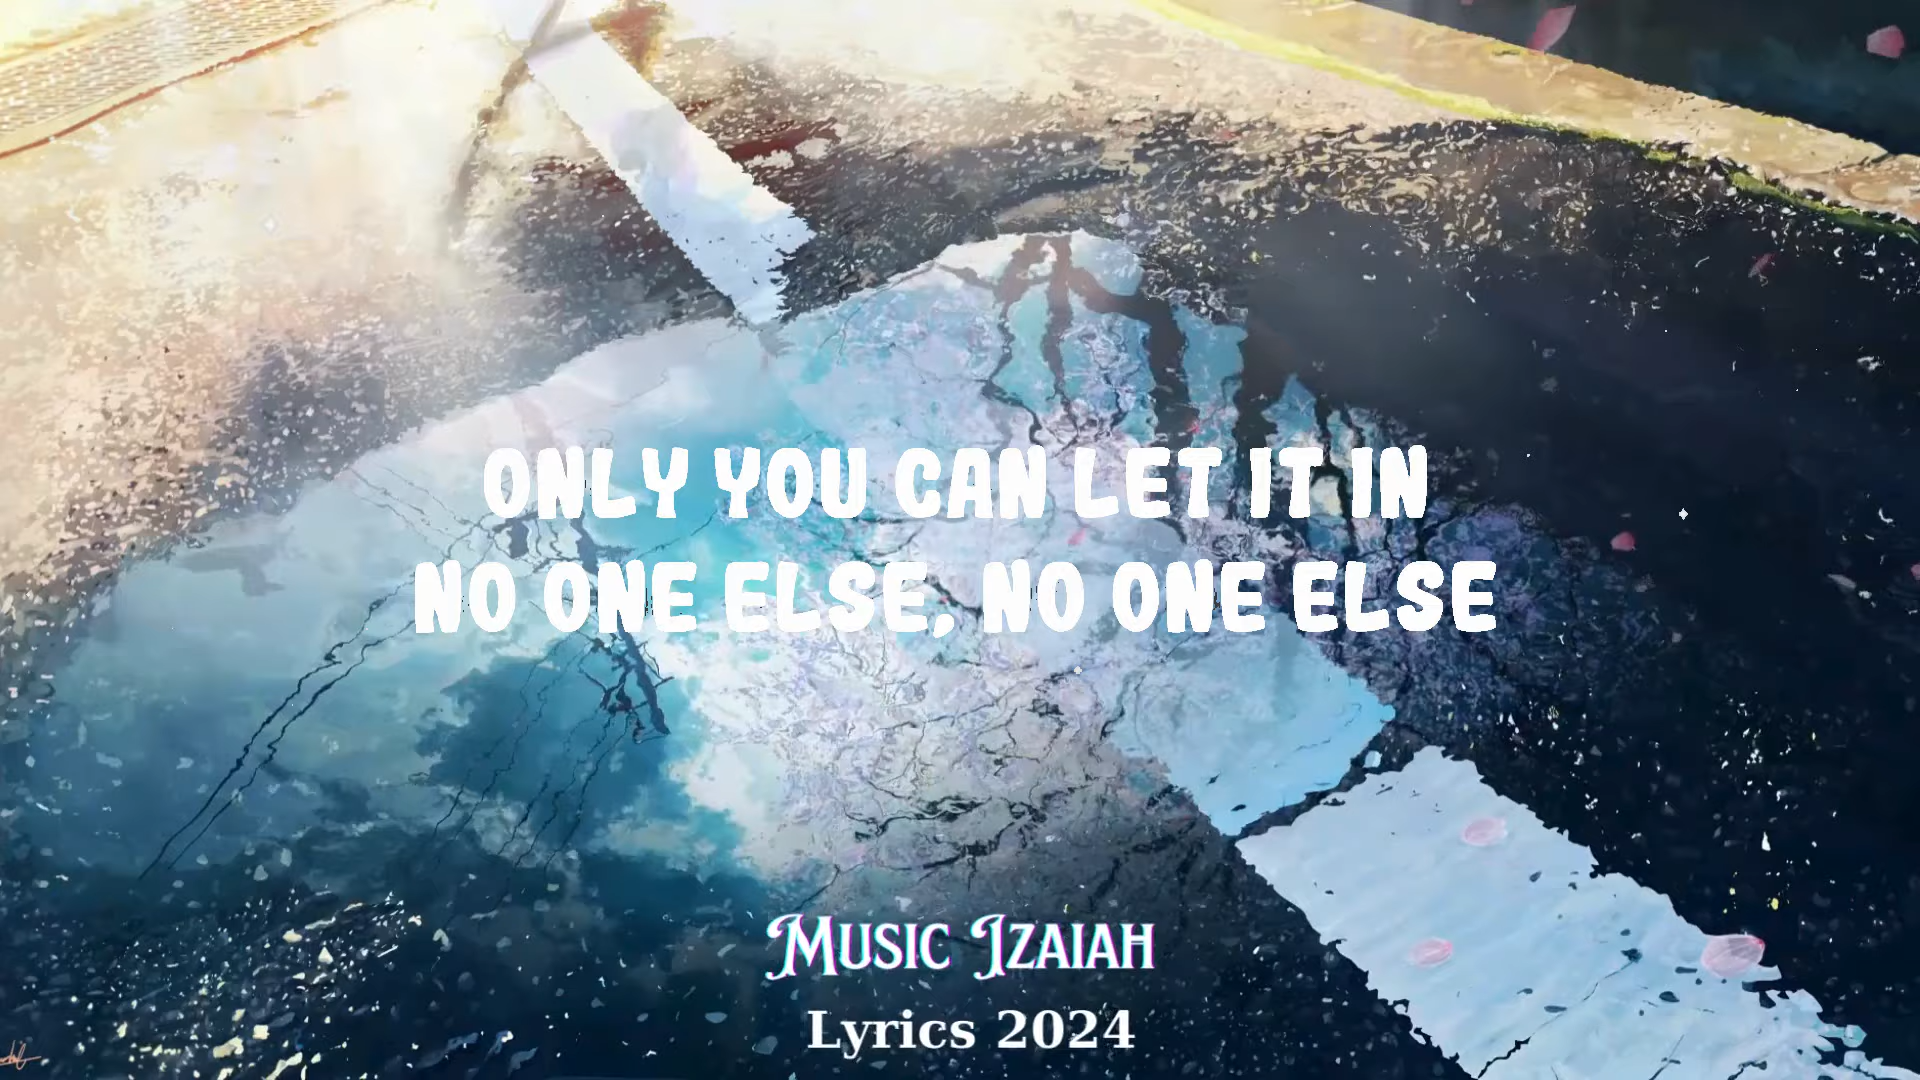 ONLY YOU CAN LET IT IN
NO ONE ELSE, NO ONE ELSE
MUSIC IZAIAH
Lyrics 2024